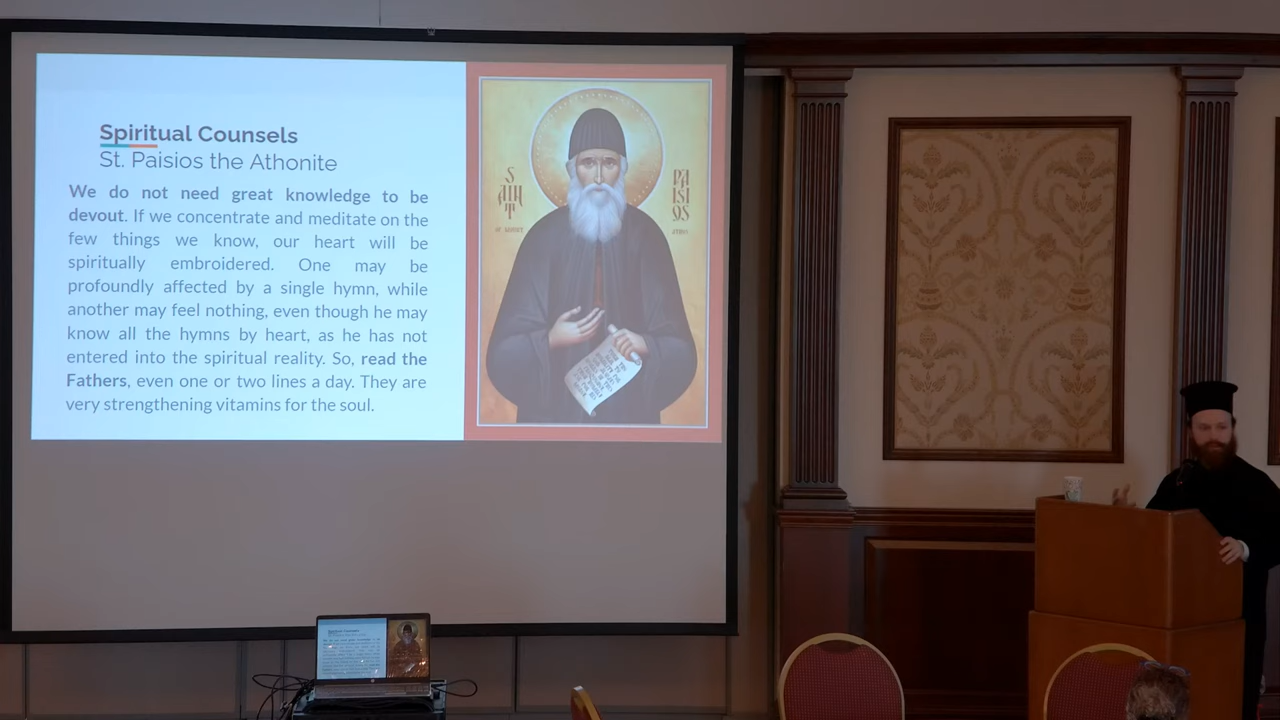 Spiritual Counsels
St. Paisios the Athonite
We do not need great knowledge to be
devout. If we concentrate and meditate on the
few things we know, our heart will be
spiritually embroidered. One may be
profoundly affected by a single hymn, while
another may feel nothing, even though he may
know all the hymns by heart, as he has not
entered into the spiritual reality. So, read the
Fathers, even one or two lines a day. They are
very strengthening vitamins for the soul.
S
AIN
T
PA
ISI
OS